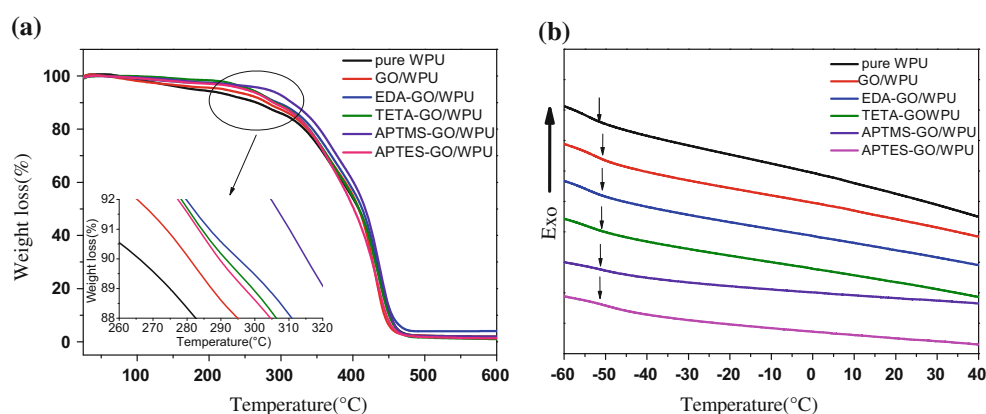 (a)
pure WPU
GO/WPU
EDA-GO/WPU
TETA-GO/WPU
APTMS-GO/WPU
APTES-GO/WPU
Weight loss(%)
100
80
60
40
20
0
100
200
300
400
500
600
Temperature(°C)
92
91
90
89
88
Weight loss(%)
260
270
280
290
300
310
320
Temperature(°C)
(b)
pure WPU
GO/WPU
EDA-GO/WPU
TETA-GOWPU
APTMS-GO/WPU
APTES-GO/WPU
Exo
-60
-50
-40
-30
-20
-10
0
10
20
30
40
Temperature(°C)